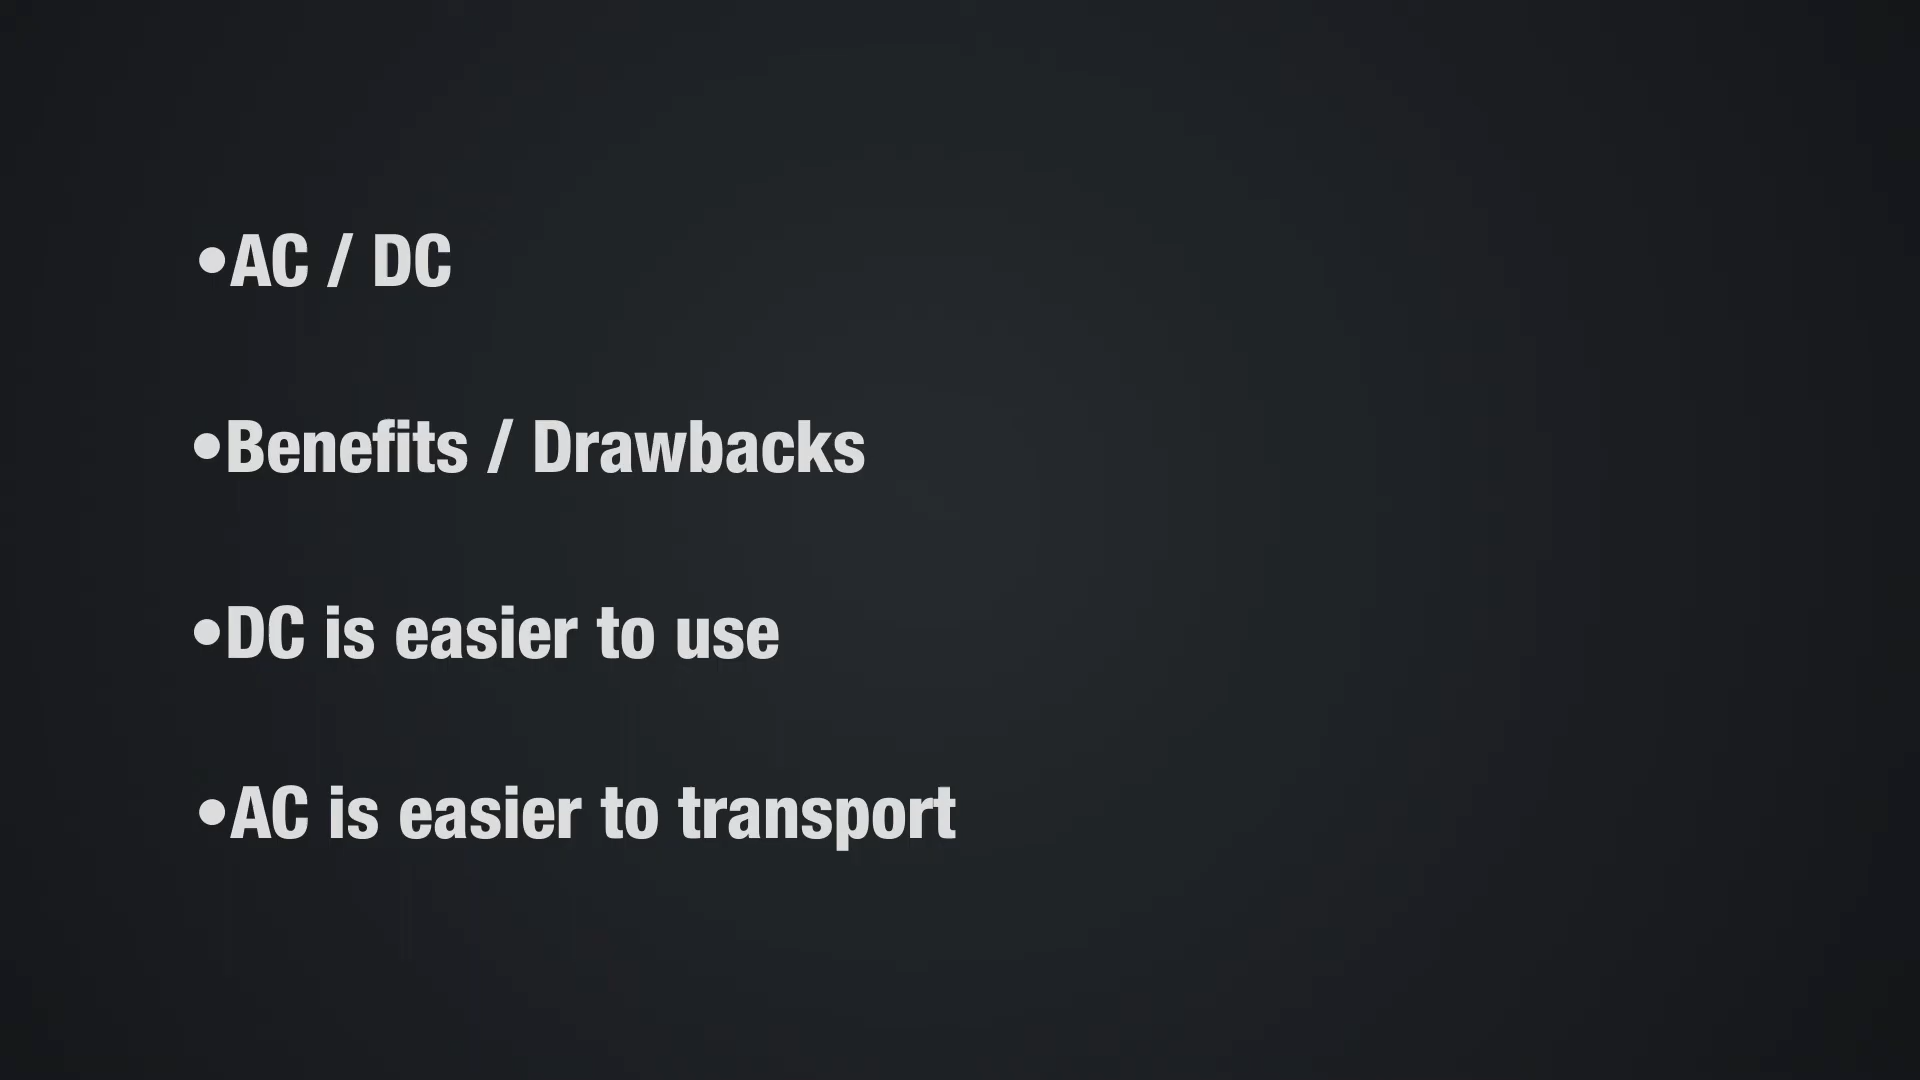 •AC / DC
•Benefits / Drawbacks
•DC is easier to use
•AC is easier to transport